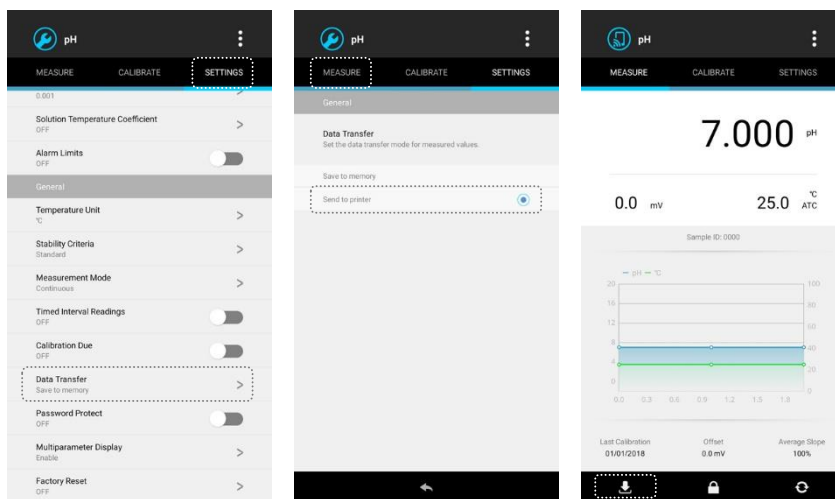 pH
MEASURE CALIBRATE SETTINGS
0.001
Solution Temperature Coefficient
OFF
Alarm Limits
OFF
General
Temperature Unit
°C
Stability Criteria
Standard
Measurement Mode
Continuous
Timed Interval Readings
OFF
Calibration Due
OFF
Data Transfer
Save to memory
Password Protect
OFF
Multiparameter Display
Enable
Factory Reset
OFF
pH
MEASURE CALIBRATE SETTINGS
General
Data Transfer
Set the data transfer mode for measured values.
Save to memory
Send to printer
pH
MEASURE CALIBRATE SETTINGS
7.000 pH
0.0 mV 25.0 °C ATC
Sample ID: 0000
pH °C
20 100
16 80
12 60
8 40
4 20
0 0
0.0 0.3 0.6 0.9 1.2 1.5 1.8
Last Calibration Offset Average Slope
01/01/2018 0.0 mV 100%